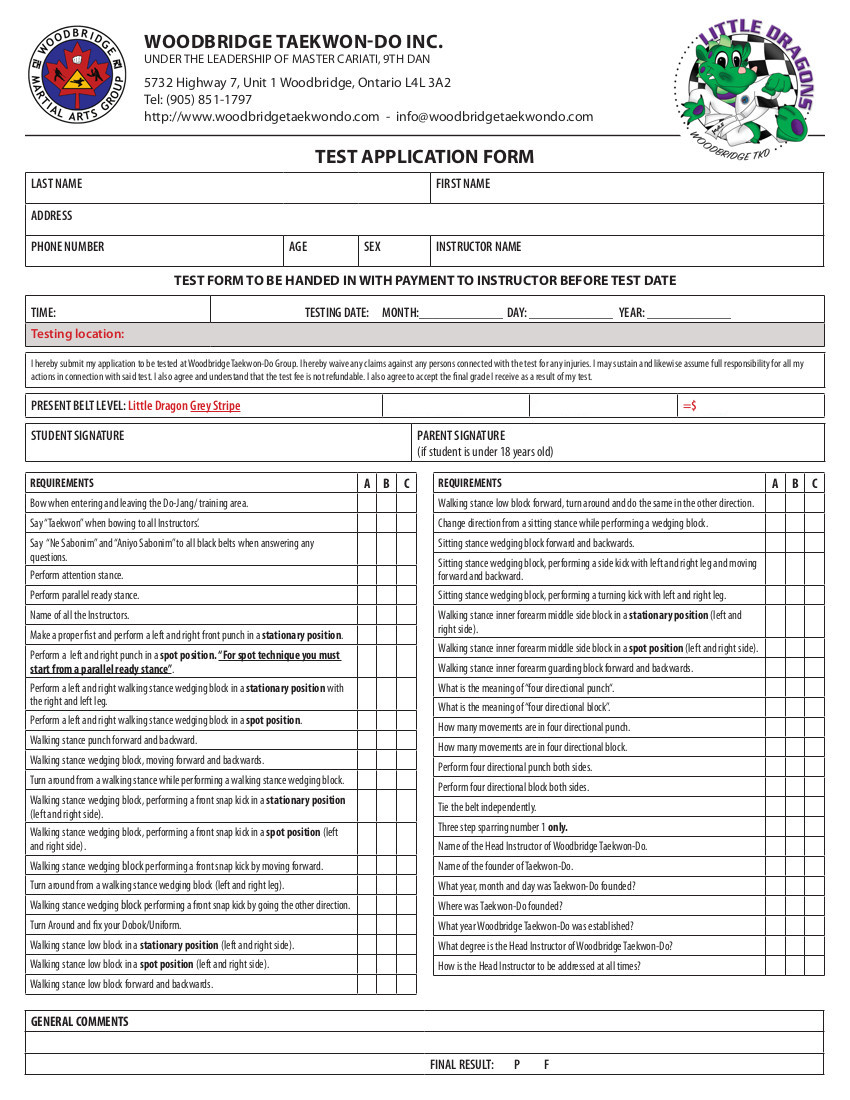 WOODBRIDGE
MARTIAL ARTS GROUP
WOODBRIDGE TAEKWON-DO INC.
UNDER THE LEADERSHIP OF MASTER CARIATI, 9TH DAN
5732 Highway 7, Unit 1 Woodbridge, Ontario L4L 3A2
Tel: (905) 851-1797
http://www.woodbridgetaekwondo.com - info@woodbridgetaekwondo.com
LITTLE DRAGONS
WOODBRIDGE TKD
TEST APPLICATION FORM
LAST NAME FIRST NAME
ADDRESS
PHONE NUMBER AGE SEX INSTRUCTOR NAME
TEST FORM TO BE HANDED IN WITH PAYMENT TO INSTRUCTOR BEFORE TEST DATE
TIME: TESTING DATE: MONTH:____________ DAY: ____________ YEAR: ____________
Testing location:
I hereby submit my application to be tested at Woodbridge Taekwon-Do Group. I hereby waive any claims against any persons connected with the test for any injuries. I may sustain and likewise assume full responsibility for all my
actions in connection with said test. I also agree and understand that the test fee is not refundable. I also agree to accept the final grade I receive as a result of my test.
PRESENT BELT LEVEL: Little Dragon Grey Stripe =$
STUDENT SIGNATURE PARENT SIGNATURE
(if student is under 18 years old)
REQUIREMENTS A B C
Bow when entering and leaving the Do-Jang/ training area.
Say “Taekwon” when bowing to all Instructors’.
Say “Ne Sabonim” and “Aniyo Sabonim” to all black belts when answering any
questions.
Perform attention stance.
Perform parallel ready stance.
Name of all the Instructors.
Make a proper fist and perform a left and right front punch in a stationary position.
Perform a left and right punch in a spot position. “For spot technique you must
start from a parallel ready stance”.
Perform a left and right walking stance wedging block in a stationary position with
the right and left leg.
Perform a left and right walking stance wedging block in a spot position.
Walking stance punch forward and backward.
Walking stance wedging block, moving forward and backwards.
Turn around from a walking stance while performing a walking stance wedging block.
Walking stance wedging block, performing a front snap kick in a stationary position
(left and right side).
Walking stance wedging block, performing a front snap kick in a spot position (left
and right side) .
Walking stance wedging block performing a front snap kick by moving forward.
Turn around from a walking stance wedging block (left and right leg).
Walking stance wedging block performing a front snap kick by going the other direction.
Turn Around and fix your Dobok/Uniform.
Walking stance low block in a stationary position (left and right side).
Walking stance low block in a spot position (left and right side).
Walking stance low block forward and backwards.
REQUIREMENTS A B C
Walking stance low block forward, turn around and do the same in the other direction.
Change direction from a sitting stance while performing a wedging block.
Sitting stance wedging block forward and backwards.
Sitting stance wedging block, performing a side kick with left and right leg and moving
forward and backward.
Sitting stance wedging block, performing a turning kick with left and right leg.
Walking stance inner forearm middle side block in a stationary position (left and
right side).
Walking stance inner forearm middle side block in a spot position (left and right side).
Walking stance inner forearm guarding block forward and backwards.
What is the meaning of “four directional punch”.
What is the meaning of “four directional block”.
How many movements are in four directional punch.
How many movements are in four directional block.
Perform four directional punch both sides.
Perform four directional block both sides.
Tie the belt independently.
Three step sparring number 1 only.
Name of the Head Instructor of Woodbridge Taekwon-Do.
Name of the founder of Taekwon-Do.
What year, month and day was Taekwon-Do founded?
Where was Taekwon-Do founded?
What year Woodbridge Taekwon-Do was established?
What degree is the Head Instructor of Woodbridge Taekwon-Do?
How is the Head Instructor to be addressed at all times?
GENERAL COMMENTS
FINAL RESULT: P F